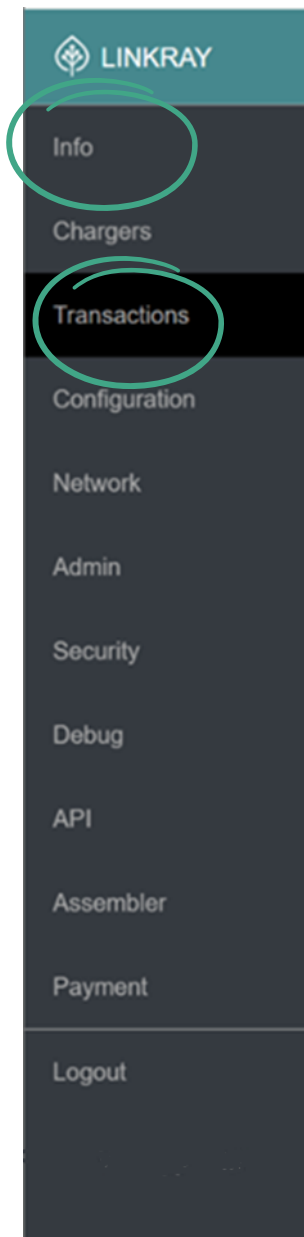 LINKRAY
Info
Chargers
Transactions
Configuration
Network
Admin
Security
Debug
API
Assembler
Payment
Logout